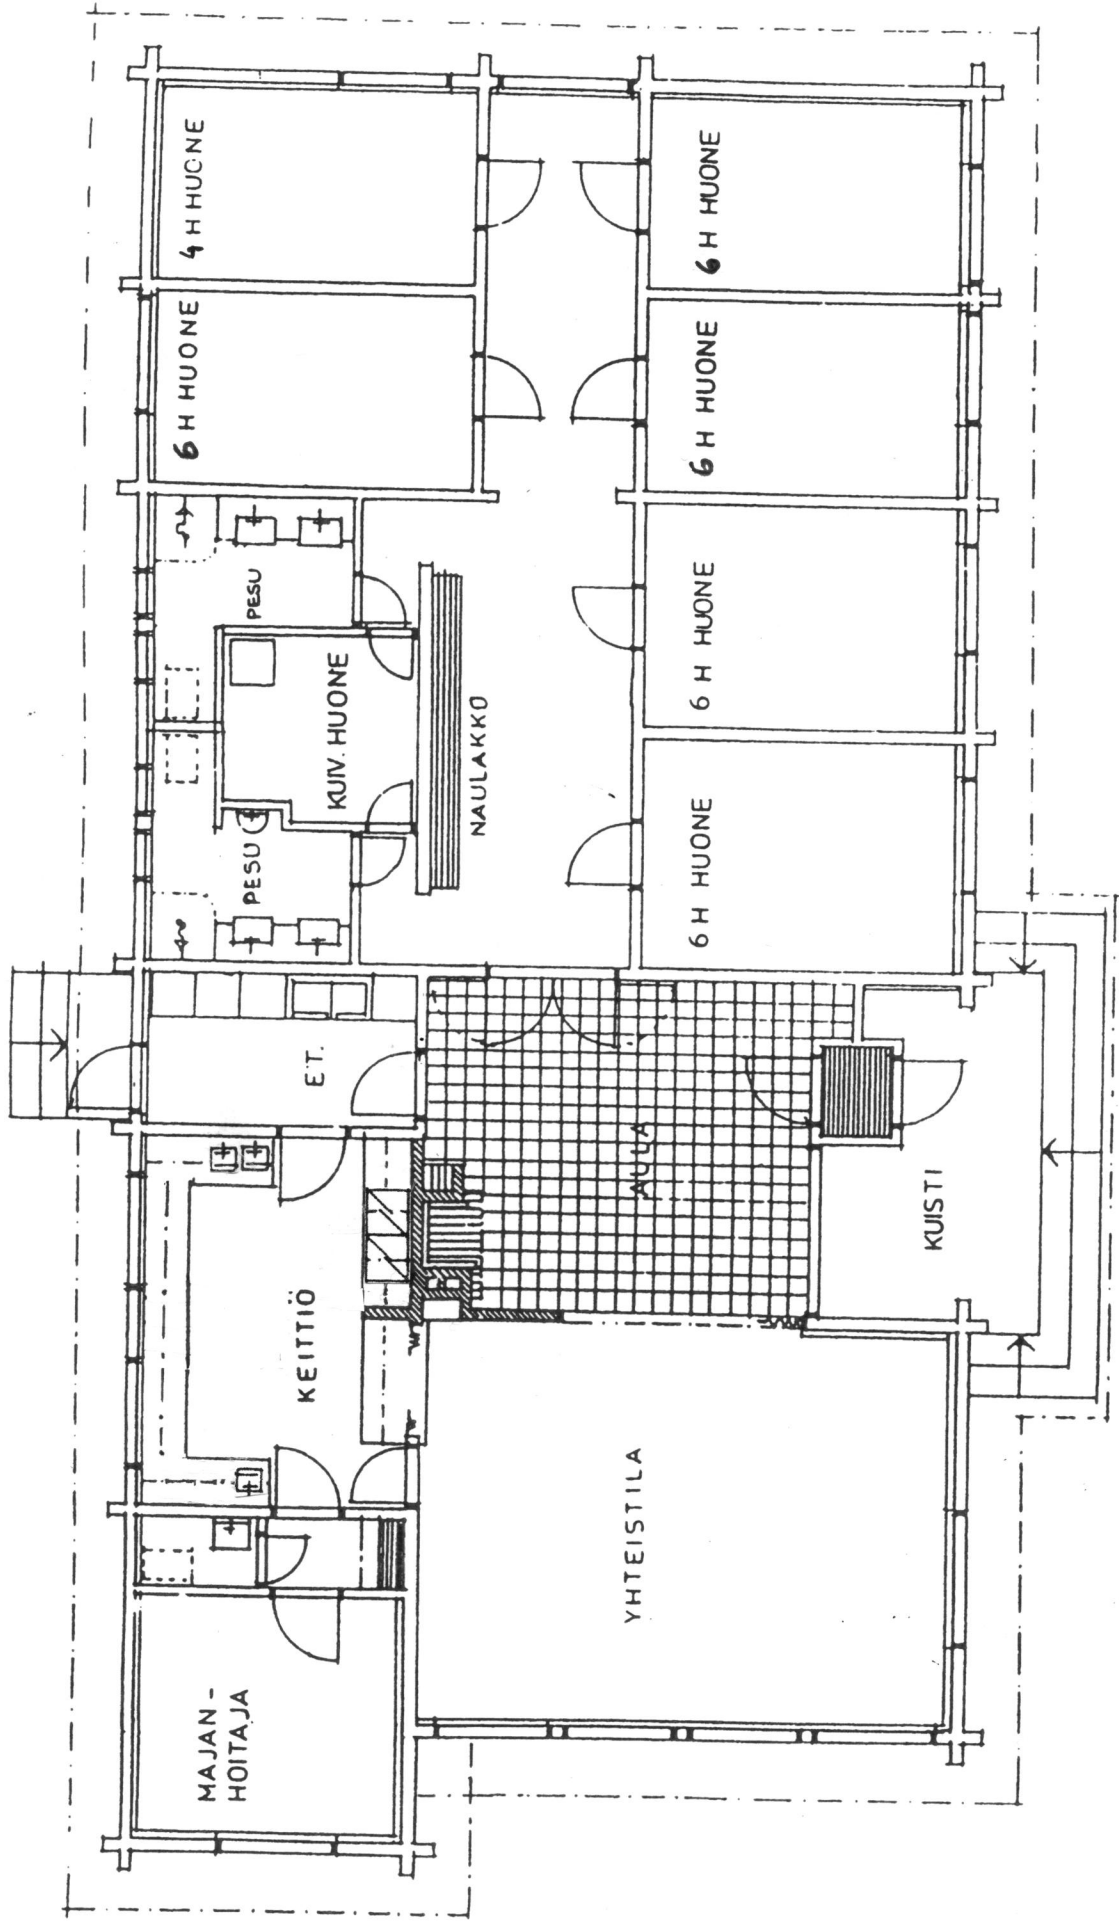 4 H HUONE
6 H HUONE
PESU
KUIV. HUONE
PESU
NAULAKKO
6 H HUONE
6 H HUONE
6 H HUONE
6 H HUONE
ET.
AULA
KUISTI
KEITTIÖ
YHTEISTILA
MAJAN-
HOITAJA